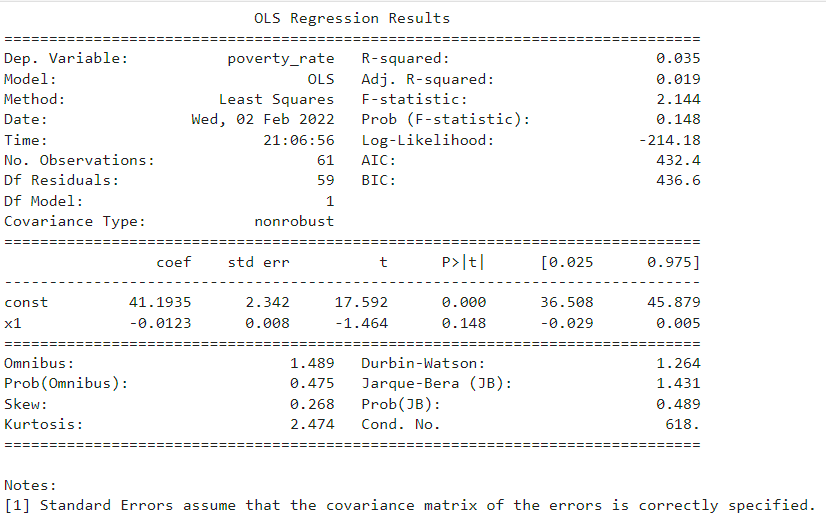 OLS Regression Results
==============================================================================
Dep. Variable: poverty_rate R-squared: 0.035
Model: OLS Adj. R-squared: 0.019
Method: Least Squares F-statistic: 2.144
Date: Wed, 02 Feb 2022 Prob (F-statistic): 0.148
Time: 21:06:56 Log-Likelihood: -214.18
No. Observations: 61 AIC: 432.4
Df Residuals: 59 BIC: 436.6
Df Model: 1
Covariance Type: nonrobust
==============================================================================
coef std err t P>|t| [0.025 0.975]
------------------------------------------------------------------------------
const 41.1935 2.342 17.592 0.000 36.508 45.879
x1 -0.0123 0.008 -1.464 0.148 -0.029 0.005
==============================================================================
Omnibus: 1.489 Durbin-Watson: 1.264
Prob(Omnibus): 0.475 Jarque-Bera (JB): 1.431
Skew: 0.268 Prob(JB): 0.489
Kurtosis: 2.474 Cond. No. 618.
==============================================================================
Notes:
[1] Standard Errors assume that the covariance matrix of the errors is correctly specified.